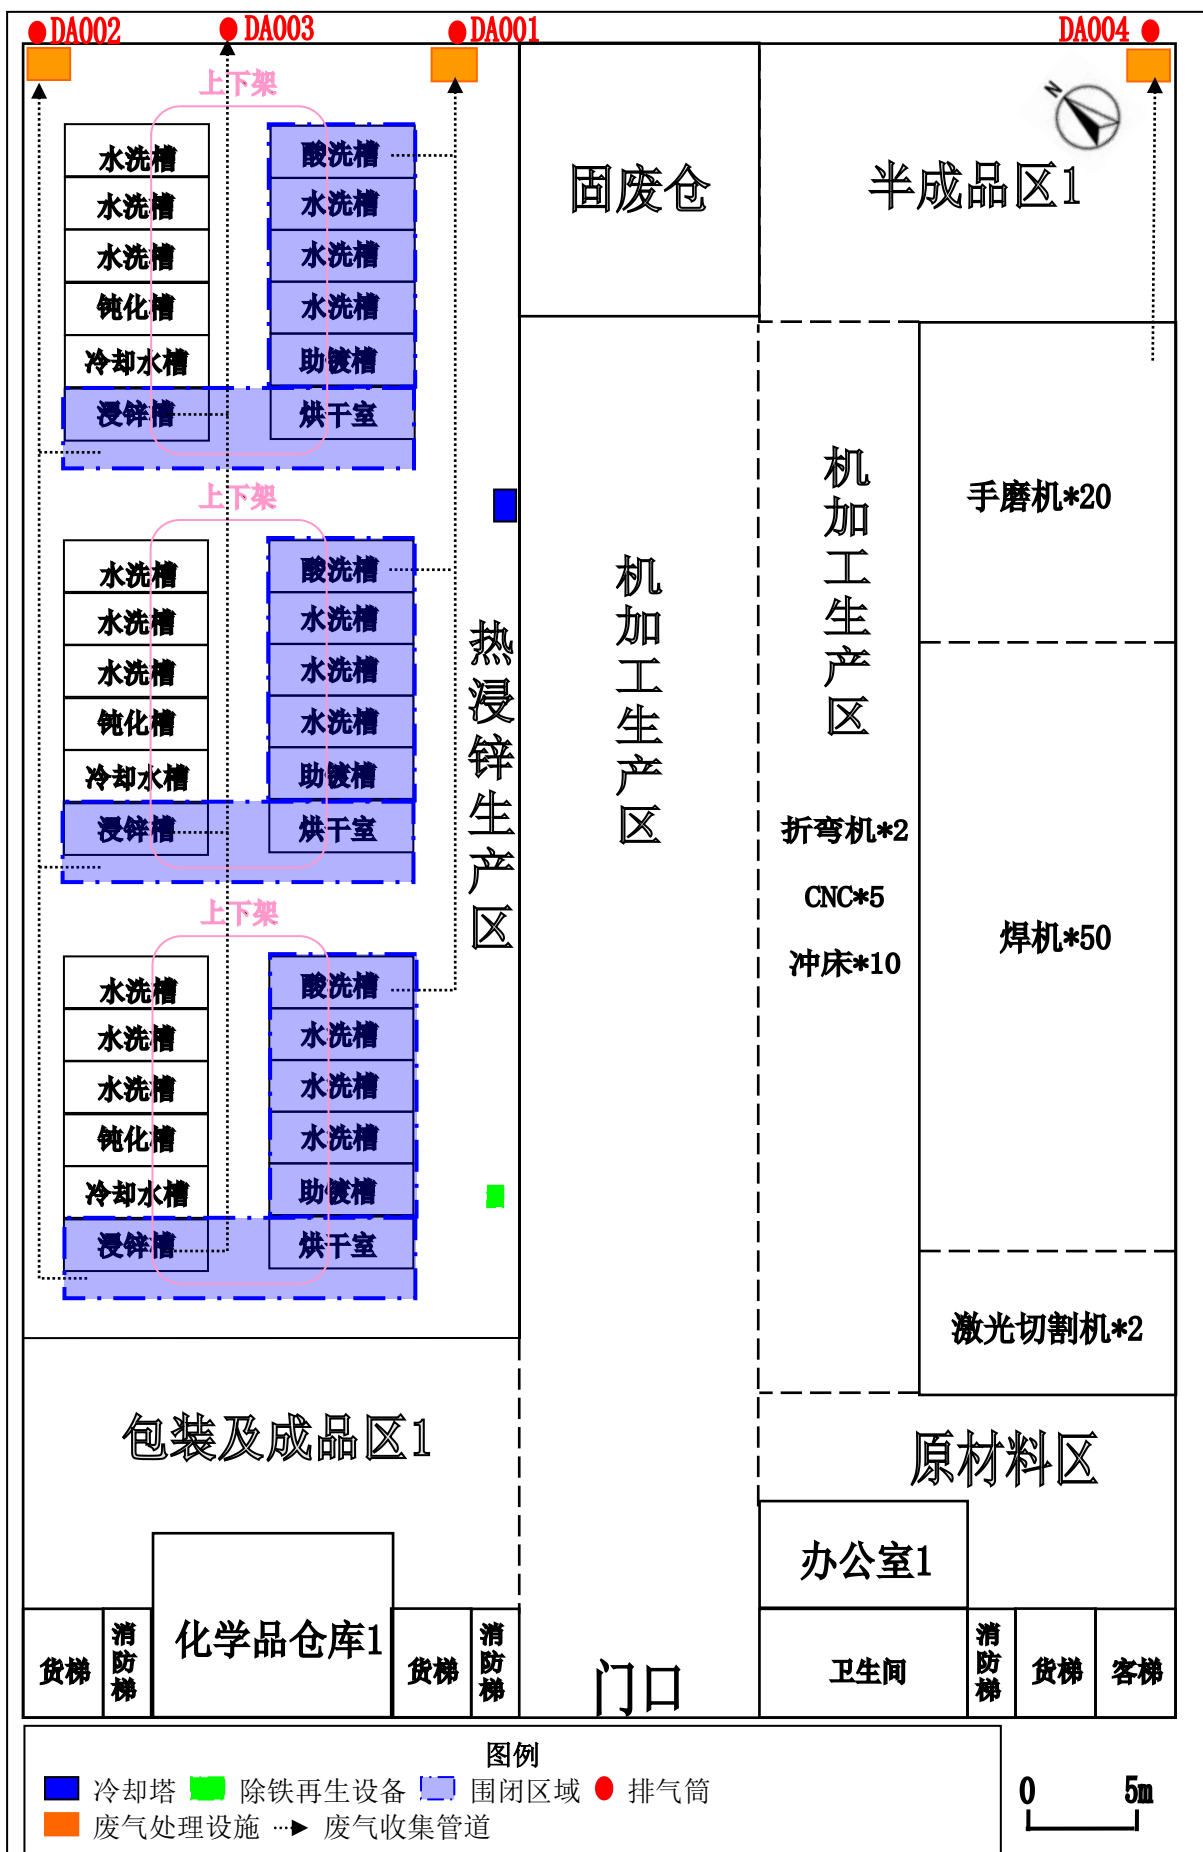 DA002
DA003
DA001
DA004
N
上下架
水洗槽
水洗槽
水洗槽
钝化槽
冷却水槽
浸锌槽
酸洗槽
水洗槽
水洗槽
水洗槽
助镀槽
烘干室
上下架
水洗槽
水洗槽
水洗槽
钝化槽
冷却水槽
浸锌槽
酸洗槽
水洗槽
水洗槽
水洗槽
助镀槽
烘干室
上下架
水洗槽
水洗槽
水洗槽
钝化槽
冷却水槽
浸锌槽
酸洗槽
水洗槽
水洗槽
水洗槽
助镀槽
烘干室
热浸锌生产区
固废仓
半成品区1
机加工生产区
机加工生产区
折弯机*2
CNC*5
冲床*10
手磨机*20
焊机*50
激光切割机*2
包装及成品区1
原材料区
办公室1
化学品仓库1
货梯
消防梯
货梯
消防梯
门口
卫生间
消防梯
货梯
客梯
图例
冷却塔 除铁再生设备 围闭区域 排气筒
废气处理设施 废气收集管道
0 5m